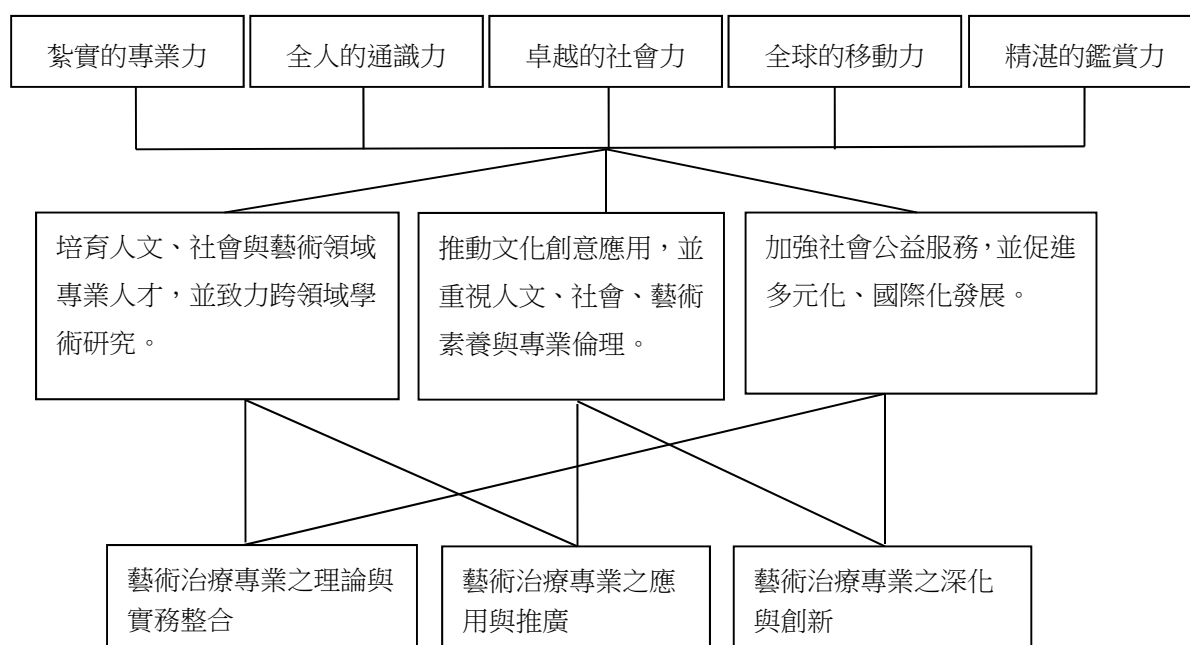 紮實的專業力
全人的通識力
卓越的社會力
全球的移動力
精湛的鑑賞力
培育人文、社會與藝術領域
專業人才，並致力跨領域學
術研究。
推動文化創意應用，並
重視人文、社會、藝術
素養與專業倫理。
加強社會公益服務，並促進
多元化、國際化發展。
藝術治療專業之理論與
實務整合
藝術治療專業之應
用與推廣
藝術治療專業之深化
與創新